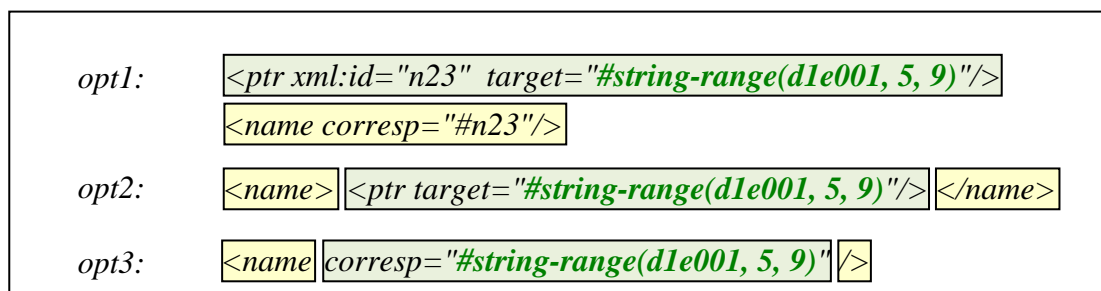 opt1: <ptr xml:id="n23" target="#string-range(d1e001, 5, 9)"/>
<name corresp="#n23"/>
opt2: <name> <ptr target="#string-range(d1e001, 5, 9)"/> </name>
opt3: <name corresp="#string-range(d1e001, 5, 9)" />